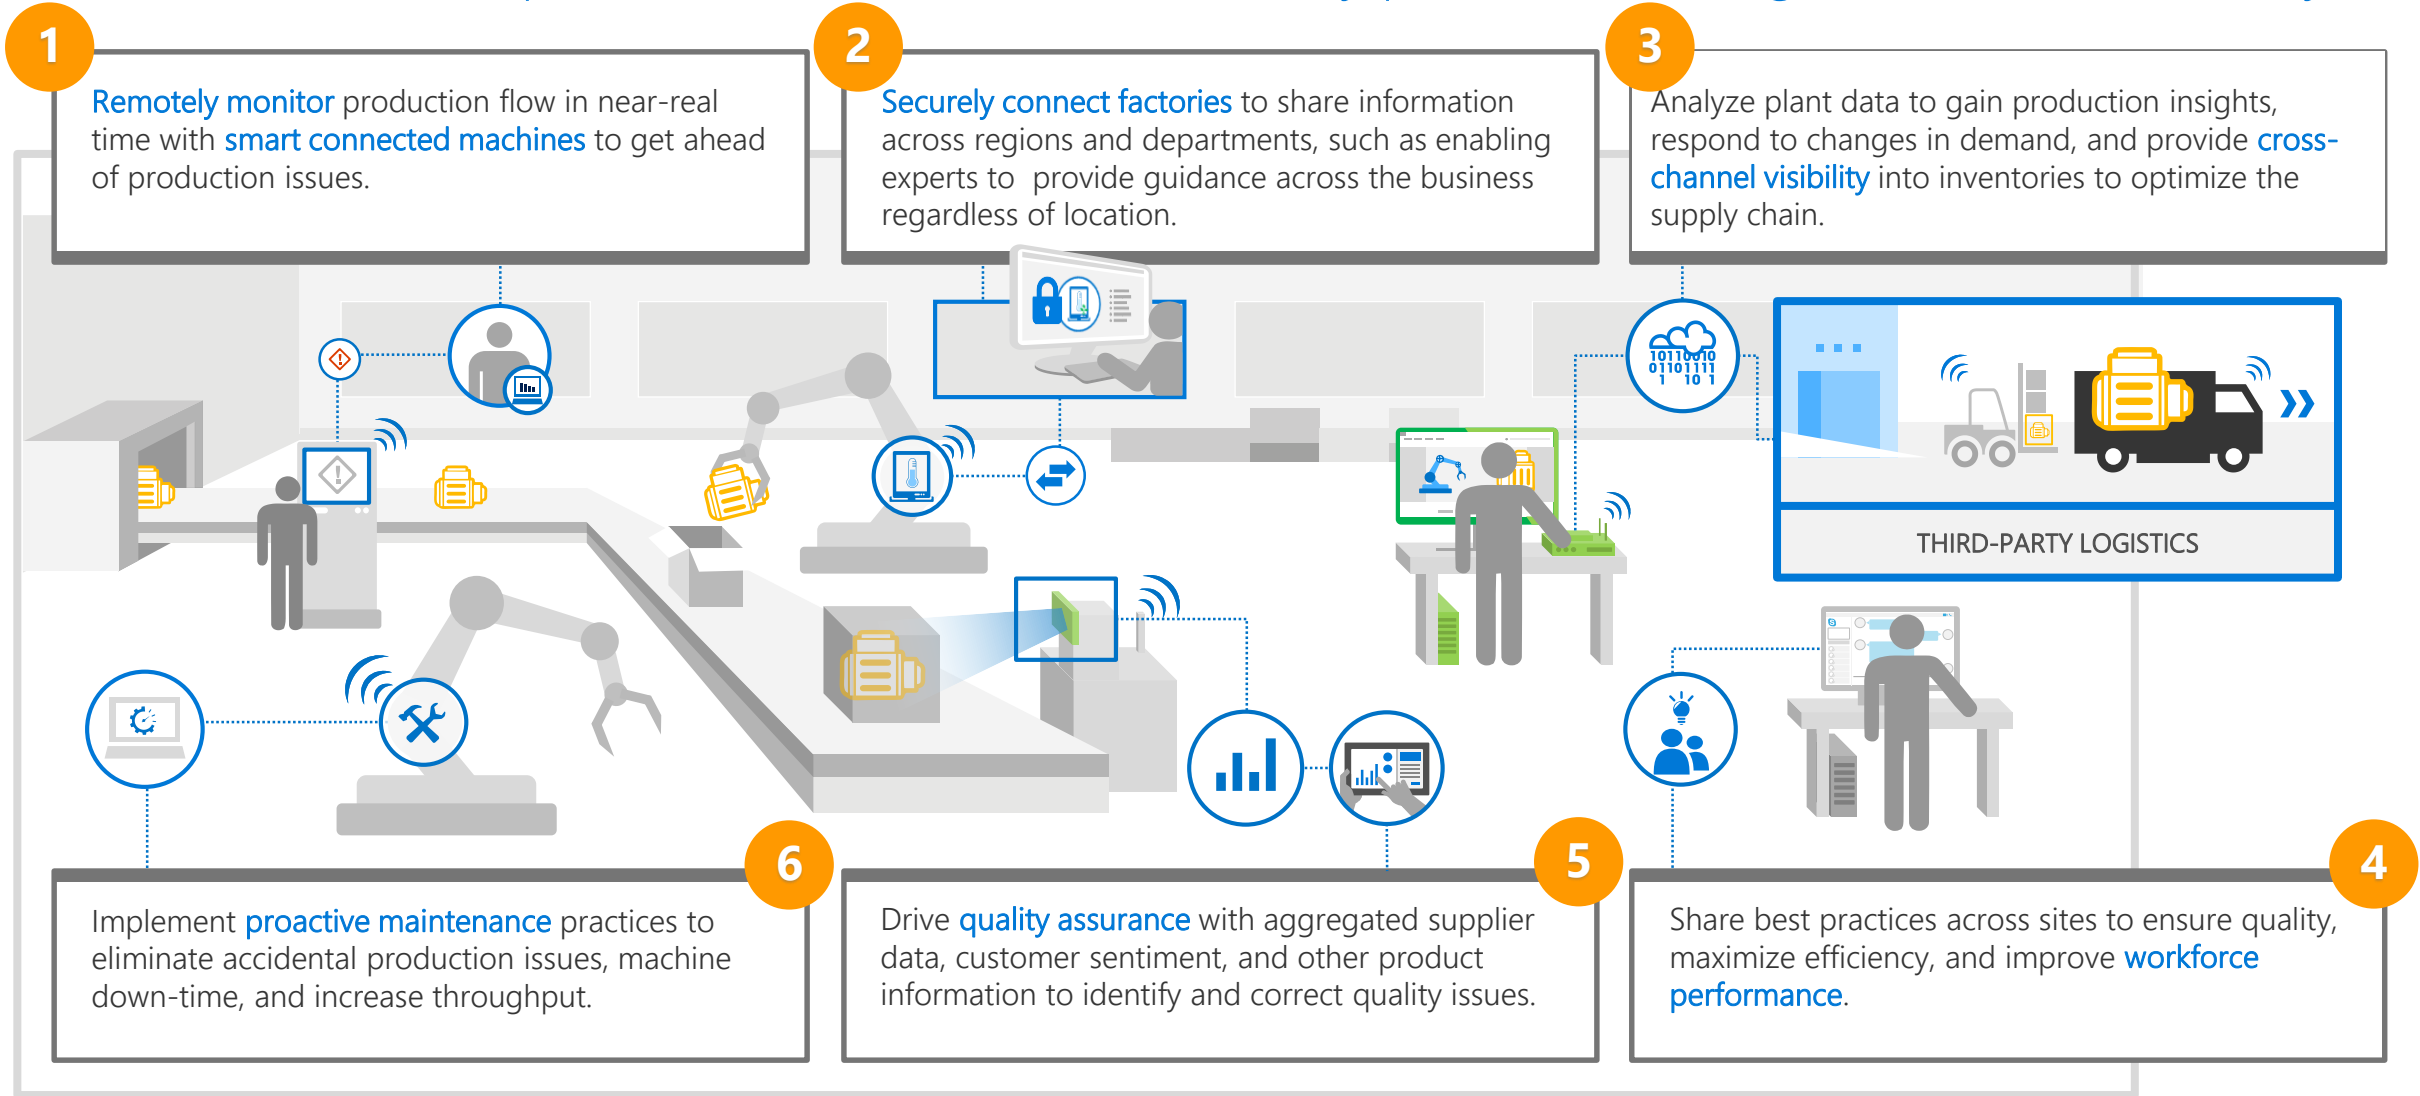 1
Remotely monitor production flow in near-real
time with smart connected machines to get ahead
of production issues.
2
Securely connect factories to share information
across regions and departments, such as enabling
experts to provide guidance across the business
regardless of location.
3
Analyze plant data to gain production insights,
respond to changes in demand, and provide cross-
channel visibility into inventories to optimize the
supply chain.
10110010
01101111
1 10 1
THIRD-PARTY LOGISTICS
6
Implement proactive maintenance practices to
eliminate accidental production issues, machine
down-time, and increase throughput.
5
Drive quality assurance with aggregated supplier
data, customer sentiment, and other product
information to identify and correct quality issues.
4
Share best practices across sites to ensure quality,
maximize efficiency, and improve workforce
performance.